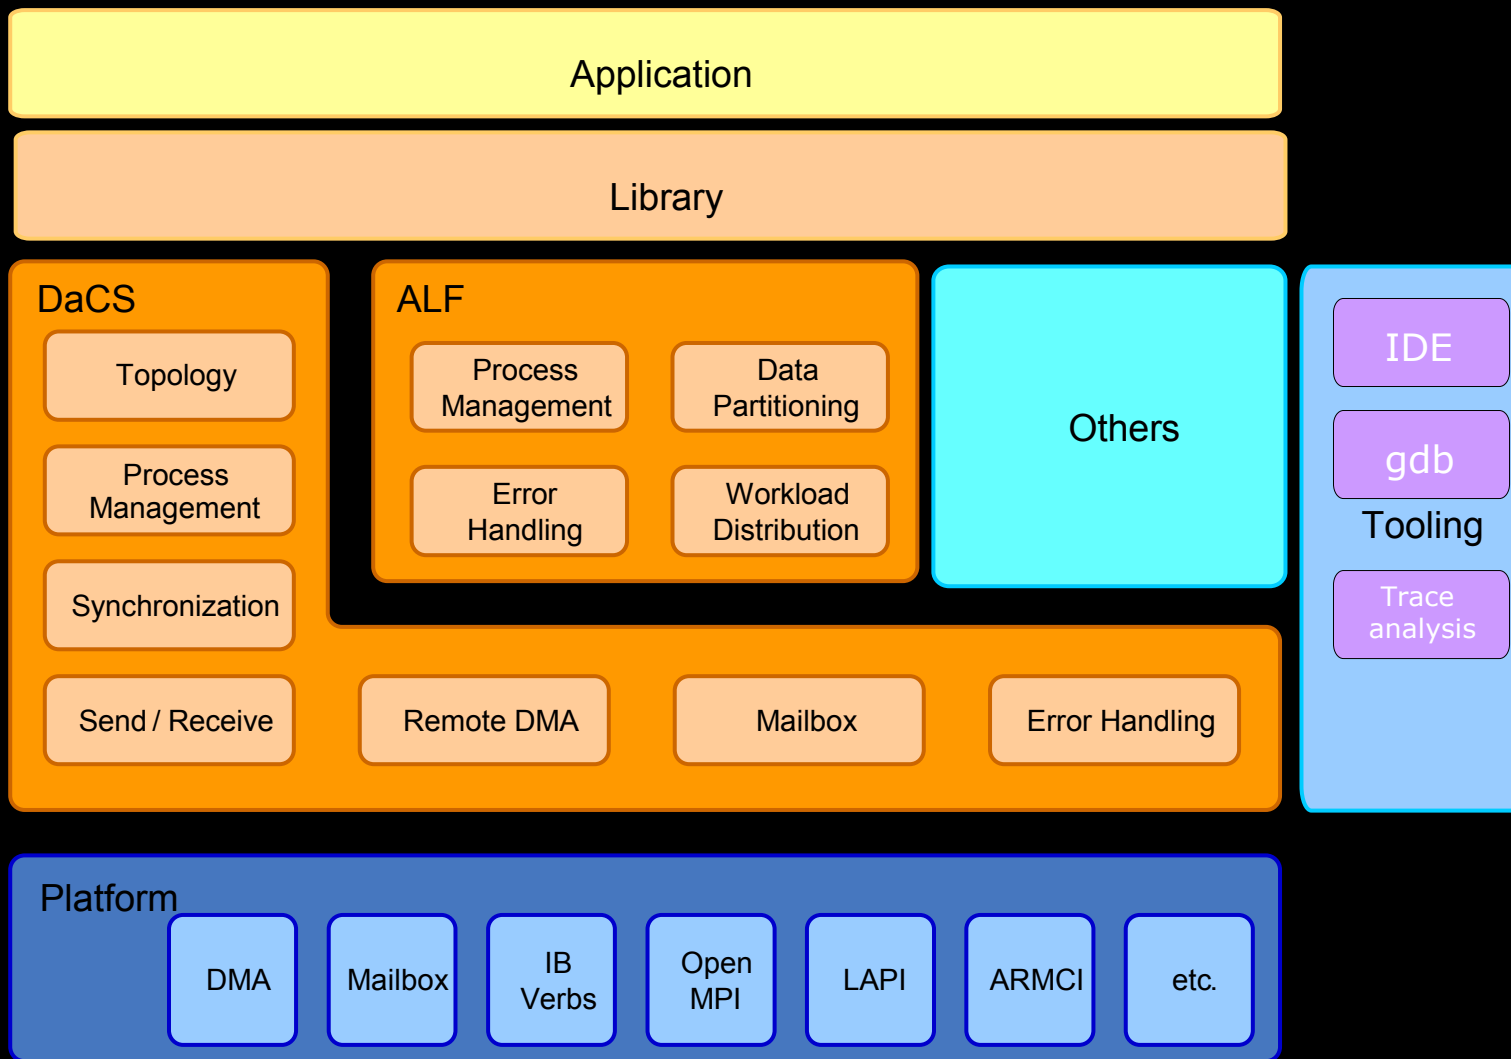 Application
Library
DaCS
Topology
Process
Management
Synchronization
Send / Receive
Remote DMA
Mailbox
Error Handling
ALF
Process
Management
Data
Partitioning
Error
Handling
Workload
Distribution
Others
IDE
gdb
Tooling
Trace
analysis
Platform
DMA
Mailbox
IB
Verbs
Open
MPI
LAPI
ARMCI
etc.